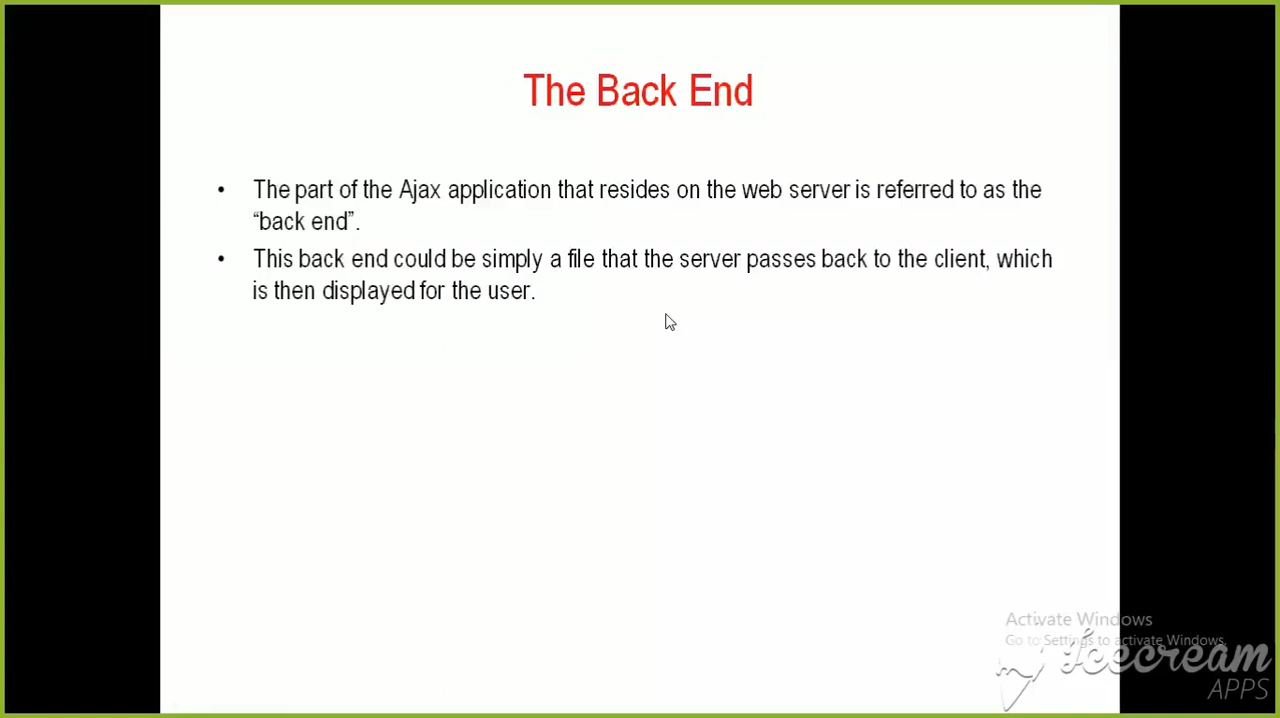 The Back End
• The part of the Ajax application that resides on the web server is referred to as the
“back end”.
• This back end could be simply a file that the server passes back to the client, which
is then displayed for the user.
Activate Windows
Go to Settings to activate Windows.
Icecream
APPS